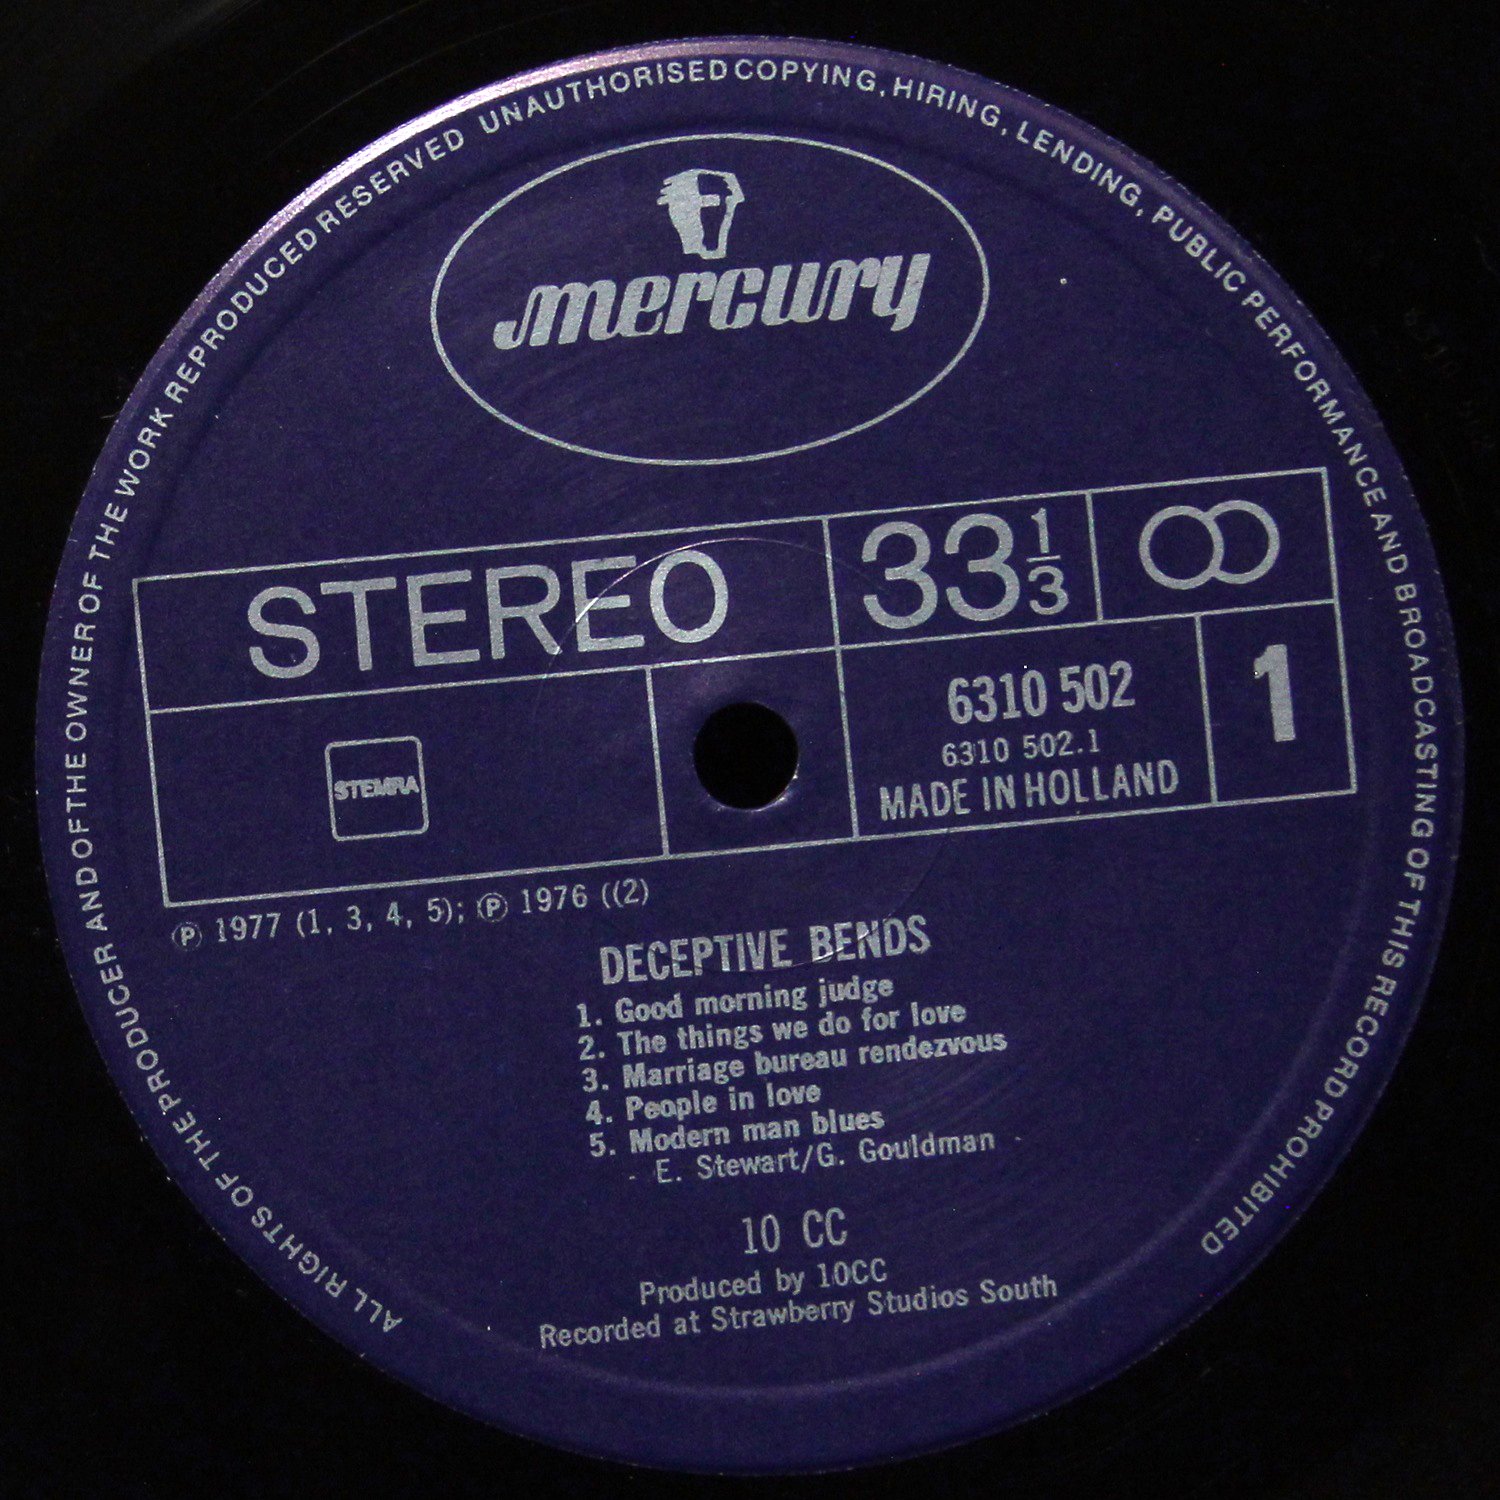 ALL RIGHTS OF THE PRODUCER AND OF THE OWNER OF THE WORK REPRODUCED RESERVED UNAUTHORISED COPYING, HIRING, LENDING, PUBLIC PERFORMANCE AND BROADCASTING OF THIS RECORD PROHIBITED
mercury
STEREO
33 1/3
6310 502
1
6310 502.1
MADE IN HOLLAND
STEMRA
℗ 1977 (1, 3, 4, 5); ℗ 1976 ((2)
DECEPTIVE BENDS
1. Good morning judge
2. The things we do for love
3. Marriage bureau rendezvous
4. People in love
5. Modern man blues
- E. Stewart/G. Gouldman -
10 CC
Produced by 10CC
Recorded at Strawberry Studios South